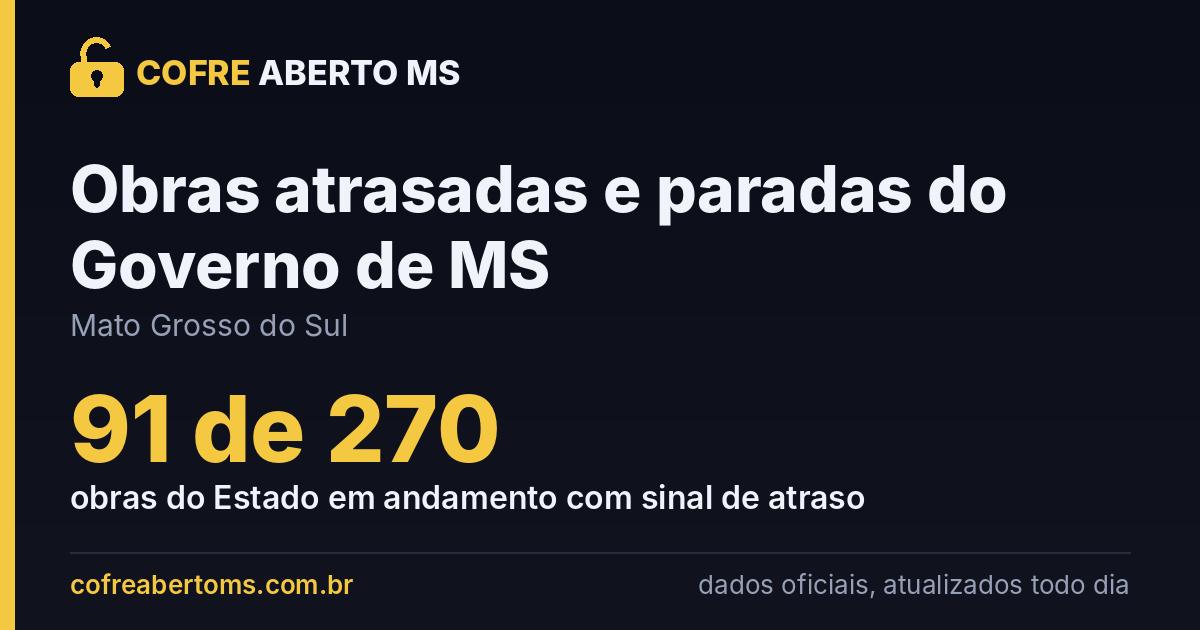 COFRE ABERTO MS
Obras atrasadas e paradas do
Governo de MS
Mato Grosso do Sul
91 de 270
obras do Estado em andamento com sinal de atraso
cofreabertoms.com.br
dados oficiais, atualizados todo dia